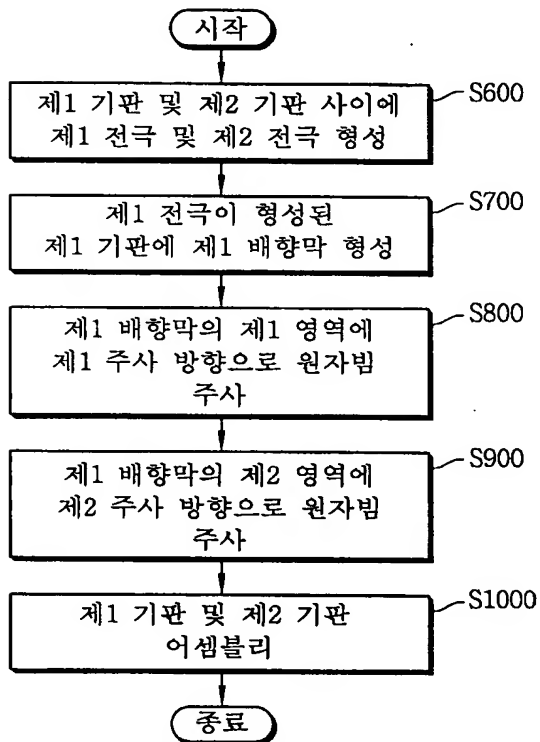 시작
S600
제1 기판 및 제2 기판 사이에
제1 전극 및 제2 전극 형성
S700
제1 전극이 형성된
제1 기판에 제1 배향막 형성
S800
제1 배향막의 제1 영역에
제1 주사 방향으로 원자빔
주사
S900
제1 배향막의 제2 영역에
제2 주사 방향으로 원자빔
주사
S1000
제1 기판 및 제2 기판
어셈블리
종료